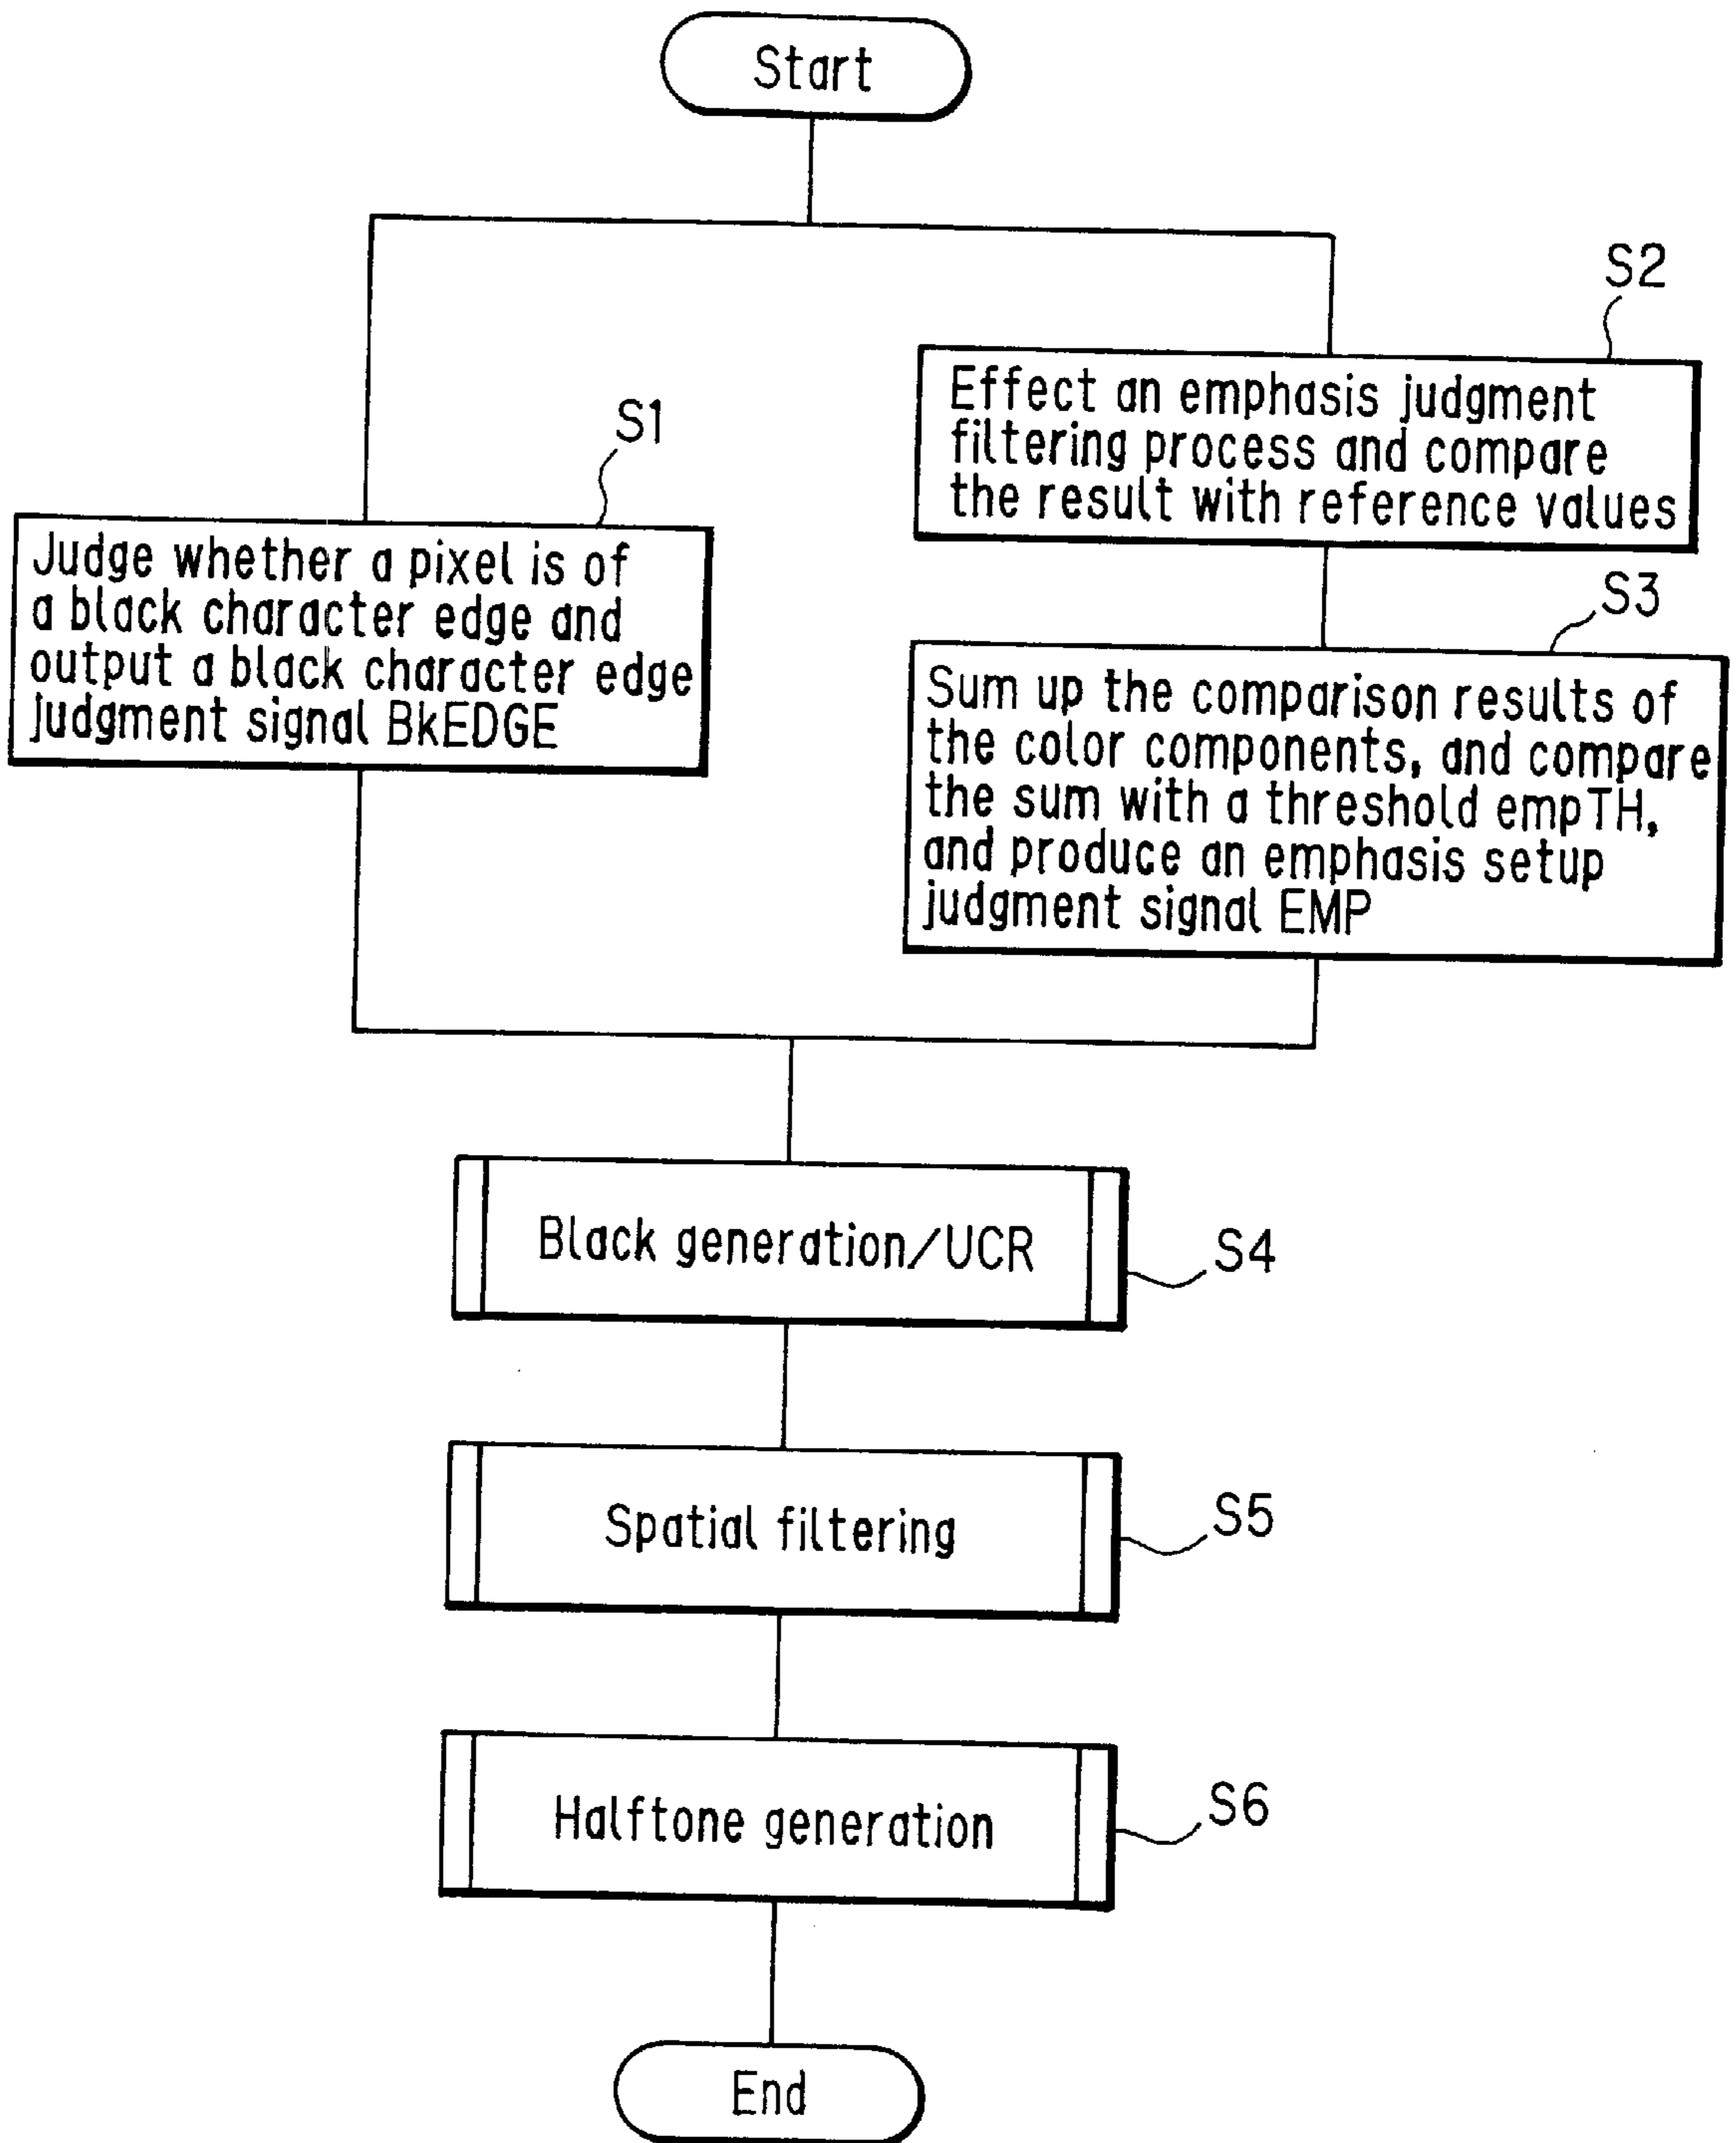 Start
S1
Judge whether a pixel is of
a black character edge and
output a black character edge
judgment signal BkEDGE
S2
Effect an emphasis judgment
filtering process and compare
the result with reference values
S3
Sum up the comparison results of
the color components, and compare
the sum with a threshold empTH,
and produce an emphasis setup
judgment signal EMP
Black generation/UCR
S4
Spatial filtering
S5
Halftone generation
S6
End